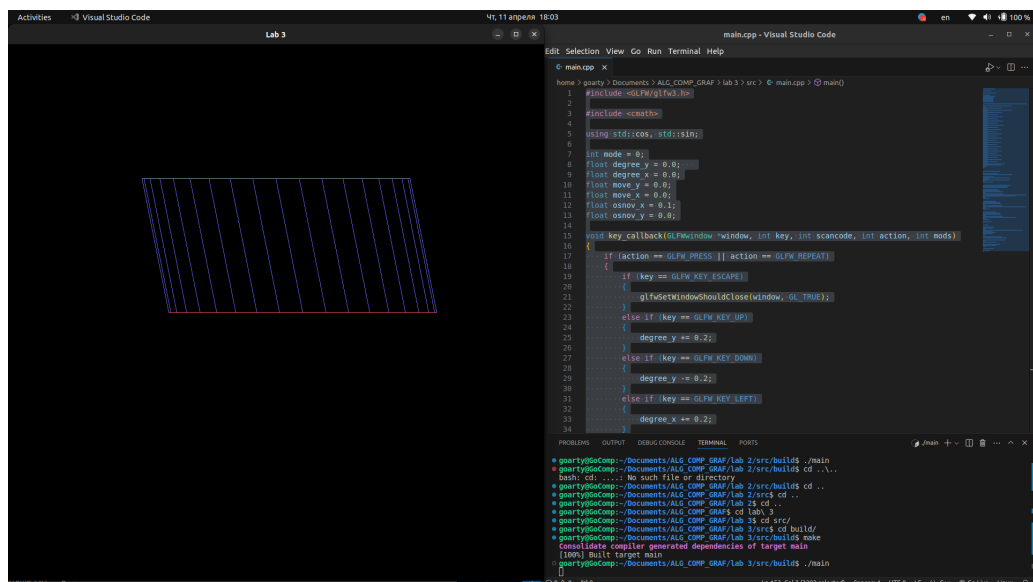 Activities Visual Studio Code Чт, 11 апреля 18:03 en 100 %
Lab 3
main.cpp - Visual Studio Code
Edit Selection View Go Run Terminal Help
main.cpp
home > goarty > Documents > ALG_COMP_GRAF > lab 3 > src > main.cpp > main()
1 #include <GLFW/glfw3.h>
2
3 #include <cmath>
4
5 using std::cos, std::sin;
6
7 int mode = 0;
8 float degree_y = 0.0;
9 float degree_x = 0.0;
10 float move_y = 0.0;
11 float move_x = 0.0;
12 float osnov_x = 0.1;
13 float osnov_y = 0.0;
14
15 void key_callback(GLFWwindow *window, int key, int scancode, int action, int mods)
16 {
17 if (action == GLFW_PRESS || action == GLFW_REPEAT)
18 {
19 if (key == GLFW_KEY_ESCAPE)
20 {
21 glfwSetWindowShouldClose(window, GL_TRUE);
22 }
23 else if (key == GLFW_KEY_UP)
24 {
25 degree_y += 0.2;
26 }
27 else if (key == GLFW_KEY_DOWN)
28 {
29 degree_y -= 0.2;
30 }
31 else if (key == GLFW_KEY_LEFT)
32 {
33 degree_x += 0.2;
34 }
PROBLEMS OUTPUT DEBUG CONSOLE TERMINAL PORTS ./main
goarty@GoComp:~/Documents/ALG_COMP_GRAF/lab 2/src/build$ ./main
goarty@GoComp:~/Documents/ALG_COMP_GRAF/lab 2/src/build$ cd ..\..
bash: cd: ....: No such file or directory
goarty@GoComp:~/Documents/ALG_COMP_GRAF/lab 2/src/build$ cd ..
goarty@GoComp:~/Documents/ALG_COMP_GRAF/lab 2/src$ cd ..
goarty@GoComp:~/Documents/ALG_COMP_GRAF/lab 2$ cd ..
goarty@GoComp:~/Documents/ALG_COMP_GRAF$ cd lab\ 3
goarty@GoComp:~/Documents/ALG_COMP_GRAF/lab 3$ cd src/
goarty@GoComp:~/Documents/ALG_COMP_GRAF/lab 3/src$ cd build/
goarty@GoComp:~/Documents/ALG_COMP_GRAF/lab 3/src/build$ make
Consolidate compiler generated dependencies of target main
[100%] Built target main
goarty@GoComp:~/Documents/ALG_COMP_GRAF/lab 3/src/build$ ./main